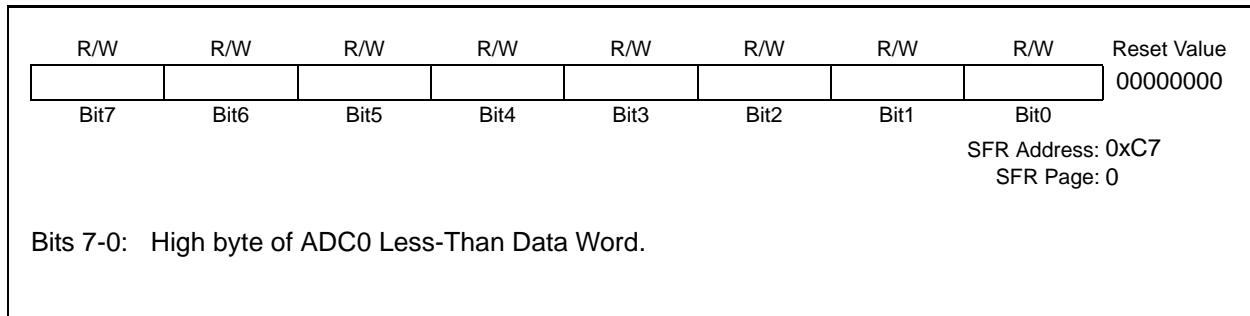 R/W R/W R/W R/W R/W R/W R/W R/W Reset Value
00000000
Bit7 Bit6 Bit5 Bit4 Bit3 Bit2 Bit1 Bit0
SFR Address: 0xC7
SFR Page: 0
Bits 7-0: High byte of ADC0 Less-Than Data Word.